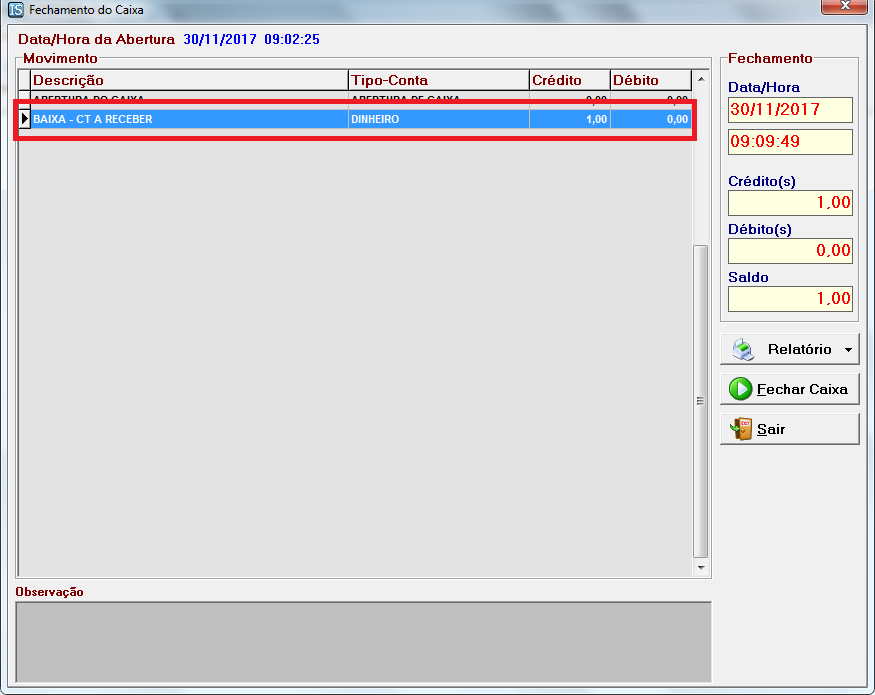 IS Fechamento do Caixa
Data/Hora da Abertura 30/11/2017 09:02:25
Movimento
Descrição Tipo-Conta Crédito Débito
ABERTURA DO CAIXA ABERTURA DE CAIXA 0,00 0,00
BAIXA - CT A RECEBER DINHEIRO 1,00 0,00
Observação
Fechamento
Data/Hora
30/11/2017
09:09:49
Crédito(s)
1,00
Débito(s)
0,00
Saldo
1,00
Relatório
Fechar Caixa
Sair